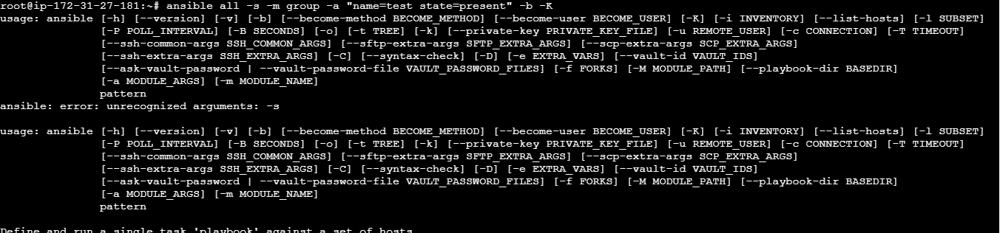 root@ip-172-31-27-181:~# ansible all -s -m group -a "name=test state=present" -b -K
usage: ansible [-h] [--version] [-v] [-b] [--become-method BECOME_METHOD] [--become-user BECOME_USER] [-K] [-i INVENTORY] [--list-hosts] [-l SUBSET]
[-P POLL_INTERVAL] [-B SECONDS] [-o] [-t TREE] [-k] [--private-key PRIVATE_KEY_FILE] [-u REMOTE_USER] [-c CONNECTION] [-T TIMEOUT]
[--ssh-common-args SSH_COMMON_ARGS] [--sftp-extra-args SFTP_EXTRA_ARGS] [--scp-extra-args SCP_EXTRA_ARGS]
[--ssh-extra-args SSH_EXTRA_ARGS] [-C] [--syntax-check] [-D] [-e EXTRA_VARS] [--vault-id VAULT_IDS]
[--ask-vault-password | --vault-password-file VAULT_PASSWORD_FILES] [-f FORKS] [-M MODULE_PATH] [--playbook-dir BASEDIR]
[-a MODULE_ARGS] [-m MODULE_NAME]
pattern
ansible: error: unrecognized arguments: -s
usage: ansible [-h] [--version] [-v] [-b] [--become-method BECOME_METHOD] [--become-user BECOME_USER] [-K] [-i INVENTORY] [--list-hosts] [-l SUBSET]
[-P POLL_INTERVAL] [-B SECONDS] [-o] [-t TREE] [-k] [--private-key PRIVATE_KEY_FILE] [-u REMOTE_USER] [-c CONNECTION] [-T TIMEOUT]
[--ssh-common-args SSH_COMMON_ARGS] [--sftp-extra-args SFTP_EXTRA_ARGS] [--scp-extra-args SCP_EXTRA_ARGS]
[--ssh-extra-args SSH_EXTRA_ARGS] [-C] [--syntax-check] [-D] [-e EXTRA_VARS] [--vault-id VAULT_IDS]
[--ask-vault-password | --vault-password-file VAULT_PASSWORD_FILES] [-f FORKS] [-M MODULE_PATH] [--playbook-dir BASEDIR]
[-a MODULE_ARGS] [-m MODULE_NAME]
pattern
Define and run a single task 'playbook' against a set of hosts